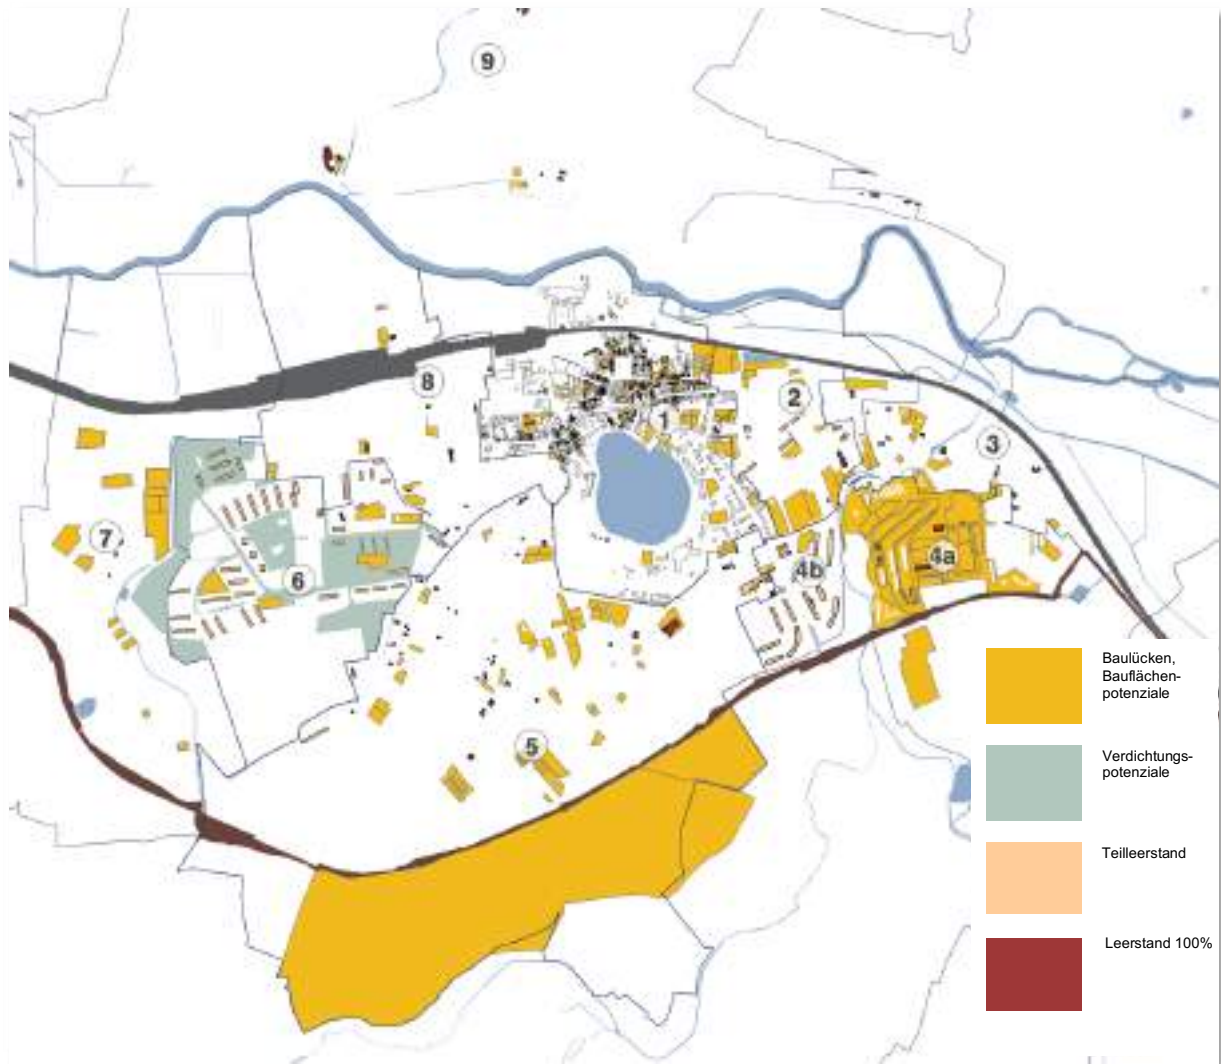 9
8
2
1
3
7
6
4b
4a
5
Baulücken,
Bauflächen-
potenziale
Verdichtungs-
potenziale
Teilleerstand
Leerstand 100%